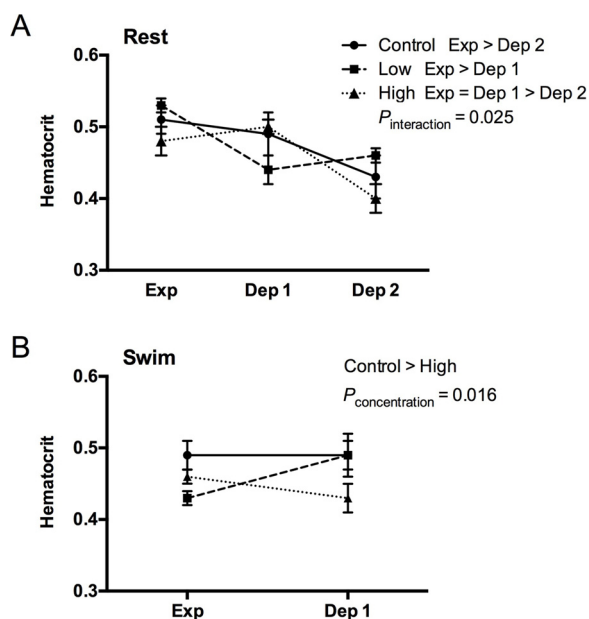 A
Rest
0.6
0.5
0.4
0.3
Hematocrit
Exp
Dep 1
Dep 2
Control Exp > Dep 2
Low Exp > Dep 1
High Exp = Dep 1 > Dep 2
Pinteraction = 0.025
B
Swim
0.6
0.5
0.4
0.3
Hematocrit
Exp
Dep 1
Control > High
Pconcentration = 0.016